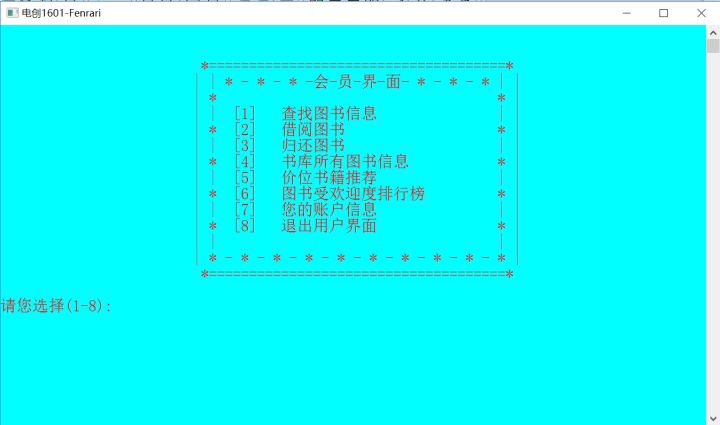 电创1601-Fenrari
*=====================================*
| | * - * - * -会-员-界-面- * - * - * | |
| * * |
| | [1] 查找图书信息 | |
| * [2] 借阅图书 * |
| | [3] 归还图书 | |
| * [4] 书库所有图书信息 * |
| | [5] 价位书籍推荐 | |
| * [6] 图书受欢迎度排行榜 * |
| | [7] 您的账户信息 | |
| * [8] 退出用户界面 * |
| | | |
| * - * - * - * - * - * - * - * - * - * |
*=====================================*
请您选择(1-8):